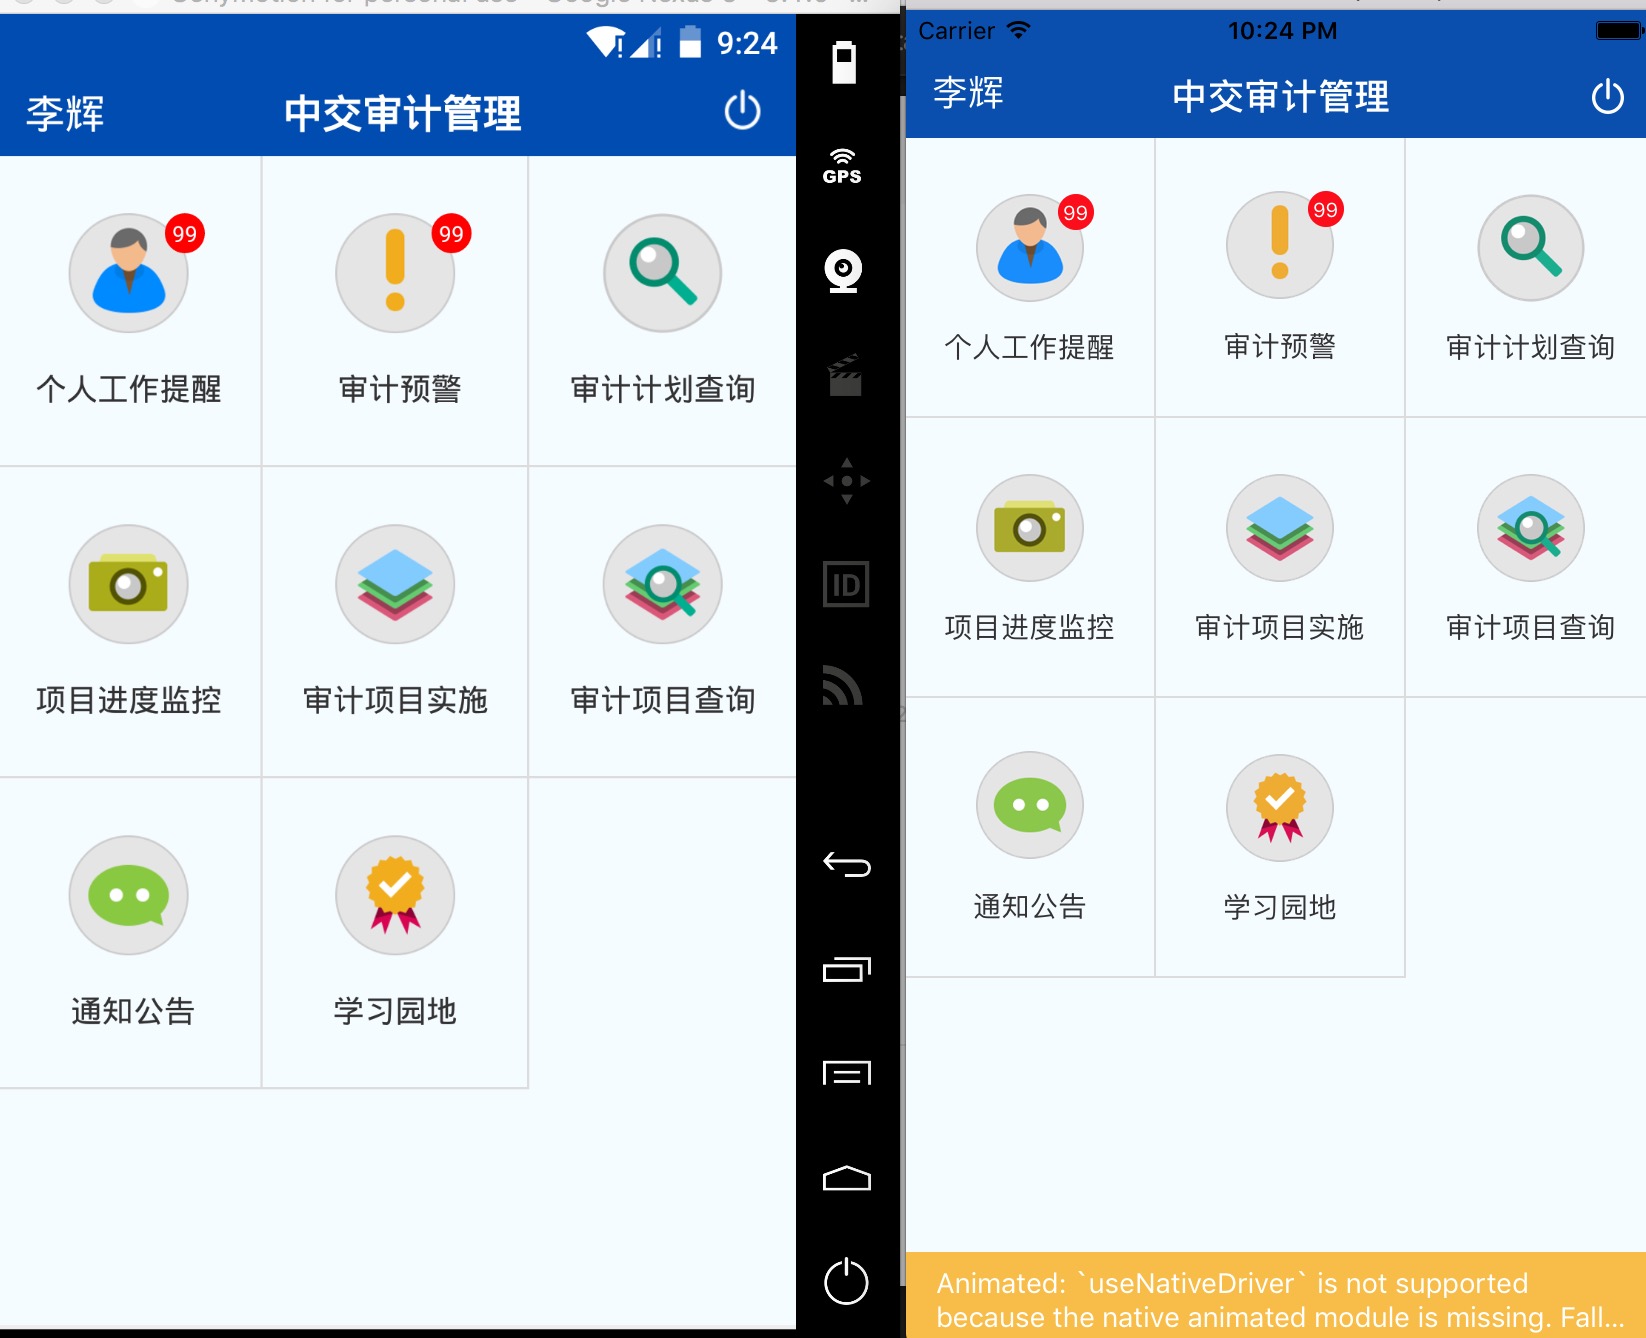 9:24
李辉
中交审计管理
99
99
个人工作提醒
审计预警
审计计划查询
项目进度监控
审计项目实施
审计项目查询
通知公告
学习园地
GPS
ID
Carrier
10:24 PM
李辉
中交审计管理
99
99
个人工作提醒
审计预警
审计计划查询
项目进度监控
审计项目实施
审计项目查询
通知公告
学习园地
Animated: `useNativeDriver` is not supported
because the native animated module is missing. Fall...